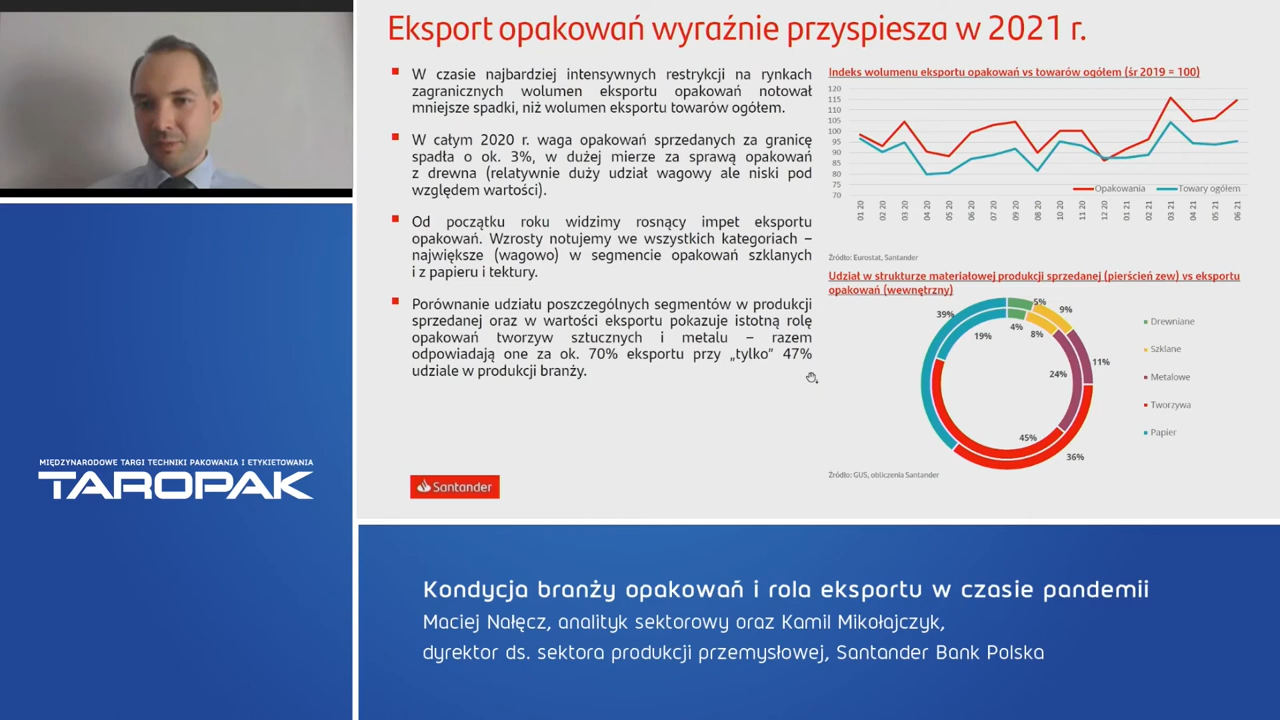 Eksport opakowań wyraźnie przyspiesza w 2021 r.
W czasie najbardziej intensywnych restrykcji na rynkach
zagranicznych wolumen eksportu opakowań notował
mniejsze spadki, niż wolumen eksportu towarów ogółem.
W całym 2020 r. waga opakowań sprzedanych za granicę
spadła o ok. 3%, w dużej mierze za sprawą opakowań
z drewna (relatywnie duży udział wagowy ale niski pod
względem wartości).
Od początku roku widzimy rosnący impet eksportu
opakowań. Wzrosty notujemy we wszystkich kategoriach –
największe (wagowo) w segmencie opakowań szklanych
i z papieru i tektury.
Porównanie udziału poszczególnych segmentów w produkcji
sprzedanej oraz w wartości eksportu pokazuje istotną rolę
opakowań tworzyw sztucznych i metalu – razem
odpowiadają one za ok. 70% eksportu przy „tylko” 47%
udziale w produkcji branży.
Santander
Indeks wolumenu eksportu opakowań vs towarów ogółem (śr 2019 = 100)
120
115
110
105
100
95
90
85
80
75
70
Opakowania
Towary ogółem
01 20
02 20
03 20
04 20
05 20
06 20
07 20
09 20
08 20
10 20
11 20
12 20
01 21
02 21
03 21
04 21
05 21
06 21
Źródło: Eurostat, Santander
Udział w strukturze materiałowej produkcji sprzedanej (pierścień zew) vs eksportu
opakowań (wewnętrzny)
39%
5%
9%
19%
4%
8%
11%
24%
45%
36%
Drewniane
Szklane
Metalowe
Tworzywa
Papier
Źródło: GUS, obliczenia Santander
MIĘDZYNARODOWE TARGI TECHNIKI PAKOWANIA I ETYKIETOWANIA
TAROPAK
Kondycja branży opakowań i rola eksportu w czasie pandemii
Maciej Nałęcz, analityk sektorowy oraz Kamil Mikołajczyk,
dyrektor ds. sektora produkcji przemysłowej, Santander Bank Polska